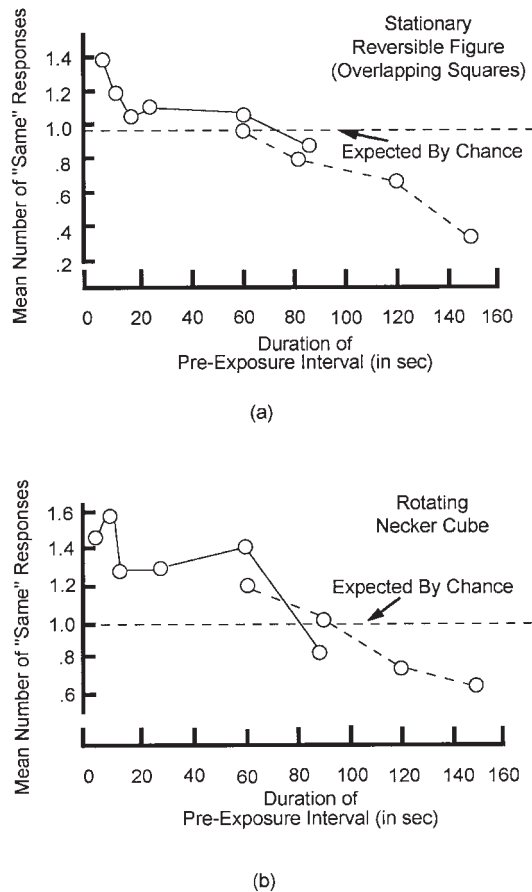 Stationary
Reversible Figure
(Overlapping Squares)
Mean Number of "Same" Responses
1.4
1.2
1.0
.8
.6
.4
.2
Expected By Chance
0 20 40 60 80 100 120 140 160
Duration of
Pre-Exposure Interval (in sec)
(a)
Rotating
Necker Cube
Mean Number of "Same" Responses
1.6
1.4
1.2
1.0
.8
.6
Expected By Chance
0 20 40 60 80 100 120 140 160
Duration of
Pre-Exposure Interval (in sec)
(b)